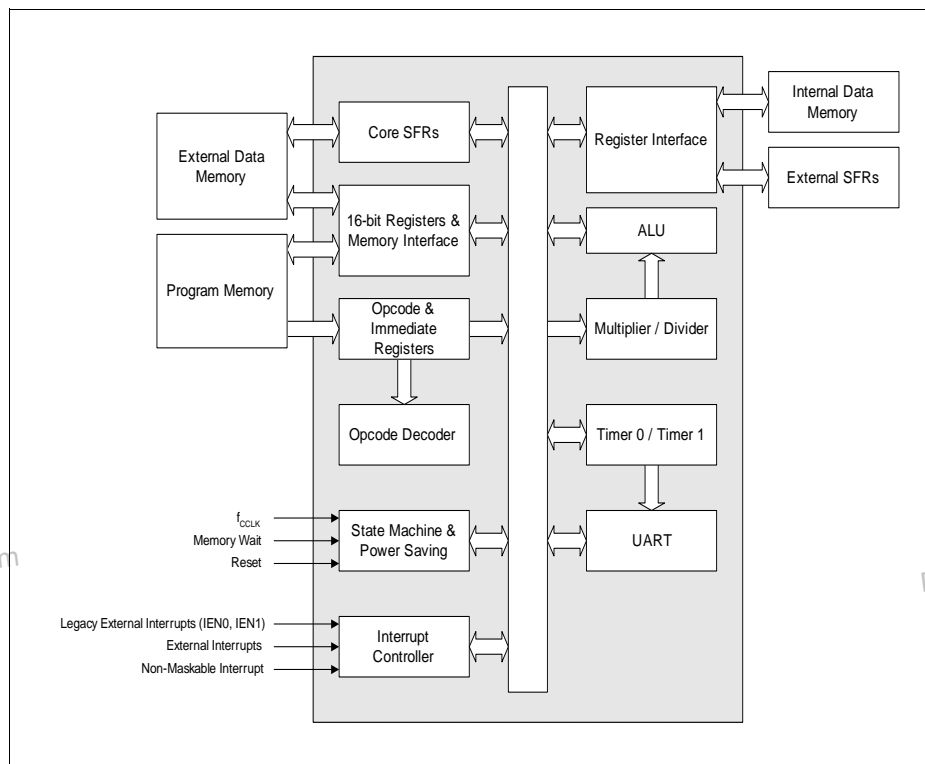 External Data
Memory
Program Memory
Core SFRs
16-bit Registers &
Memory Interface
Opcode &
Immediate
Registers
Opcode Decoder
State Machine &
Power Saving
Interrupt
Controller
fCCLK
Memory Wait
Reset
Legacy External Interrupts (IEN0, IEN1)
External Interrupts
Non-Maskable Interrupt
Register Interface
ALU
Multiplier / Divider
Timer 0 / Timer 1
UART
Internal Data
Memory
External SFRs